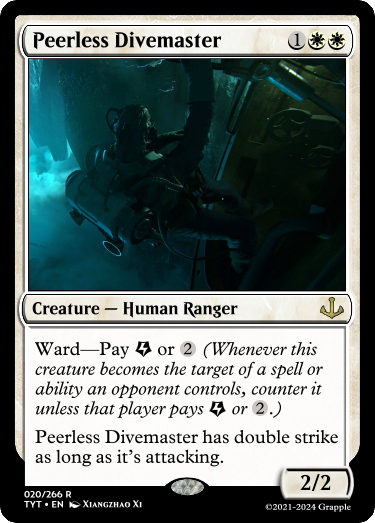 Peerless Divemaster 1
Creature — Human Ranger
Ward—Pay or 2 (Whenever this
creature becomes the target of a spell or
ability an opponent controls, counter it
unless that player pays or 2.)
Peerless Divemaster has double strike
as long as it's attacking.
2/2
020/266 R
TYT • EN Xiangzhao Xi
©2021-2024 Grapple